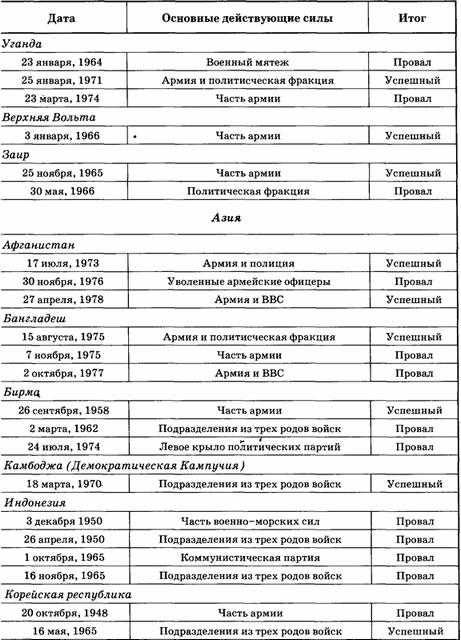 Дата Основные действующие силы Итог
Уганда
23 января, 1964 Военный мятеж Провал
25 января, 1971 Армия и политисческая фракция Успешный
23 марта, 1974 Часть армии Провал
Верхняя Вольта
3 января, 1966 Часть армии Успешный
Заир
25 ноября, 1965 Часть армии Успешный
30 мая, 1966 Политическая фракция Провал
Азия
Афганистан
17 июля, 1973 Армия и полиция Успешный
30 ноября, 1976 Уволенные армейские офицеры Провал
27 апреля, 1978 Армия и ВВС Успешный
Бангладеш
15 августа, 1975 Армия и политисческая фракция Успешный
7 ноября, 1975 Часть армии Провал
2 октября, 1977 Армия и ВВС Провал
Бирма
26 сентября, 1958 Часть армии Успешный
2 марта, 1962 Подразделения из трех родов войск Провал
24 июля, 1974 Левое крыло политических партий Провал
Камбоджа (Демократическая Кампучия)
18 марта, 1970 Подразделения из трех родов войск Успешный
Индонезия
3 декабря 1950 Часть военно-морских сил Провал
26 апреля, 1950 Подразделения из трех родов войск Провал
1 октября, 1965 Коммунистическая партия Провал
16 ноября, 1965 Подразделения из трех родов войск Провал
Корейская республика
20 октября, 1948 Часть армии Провал
16 мая, 1965 Подразделения из трех родов войск Успешный